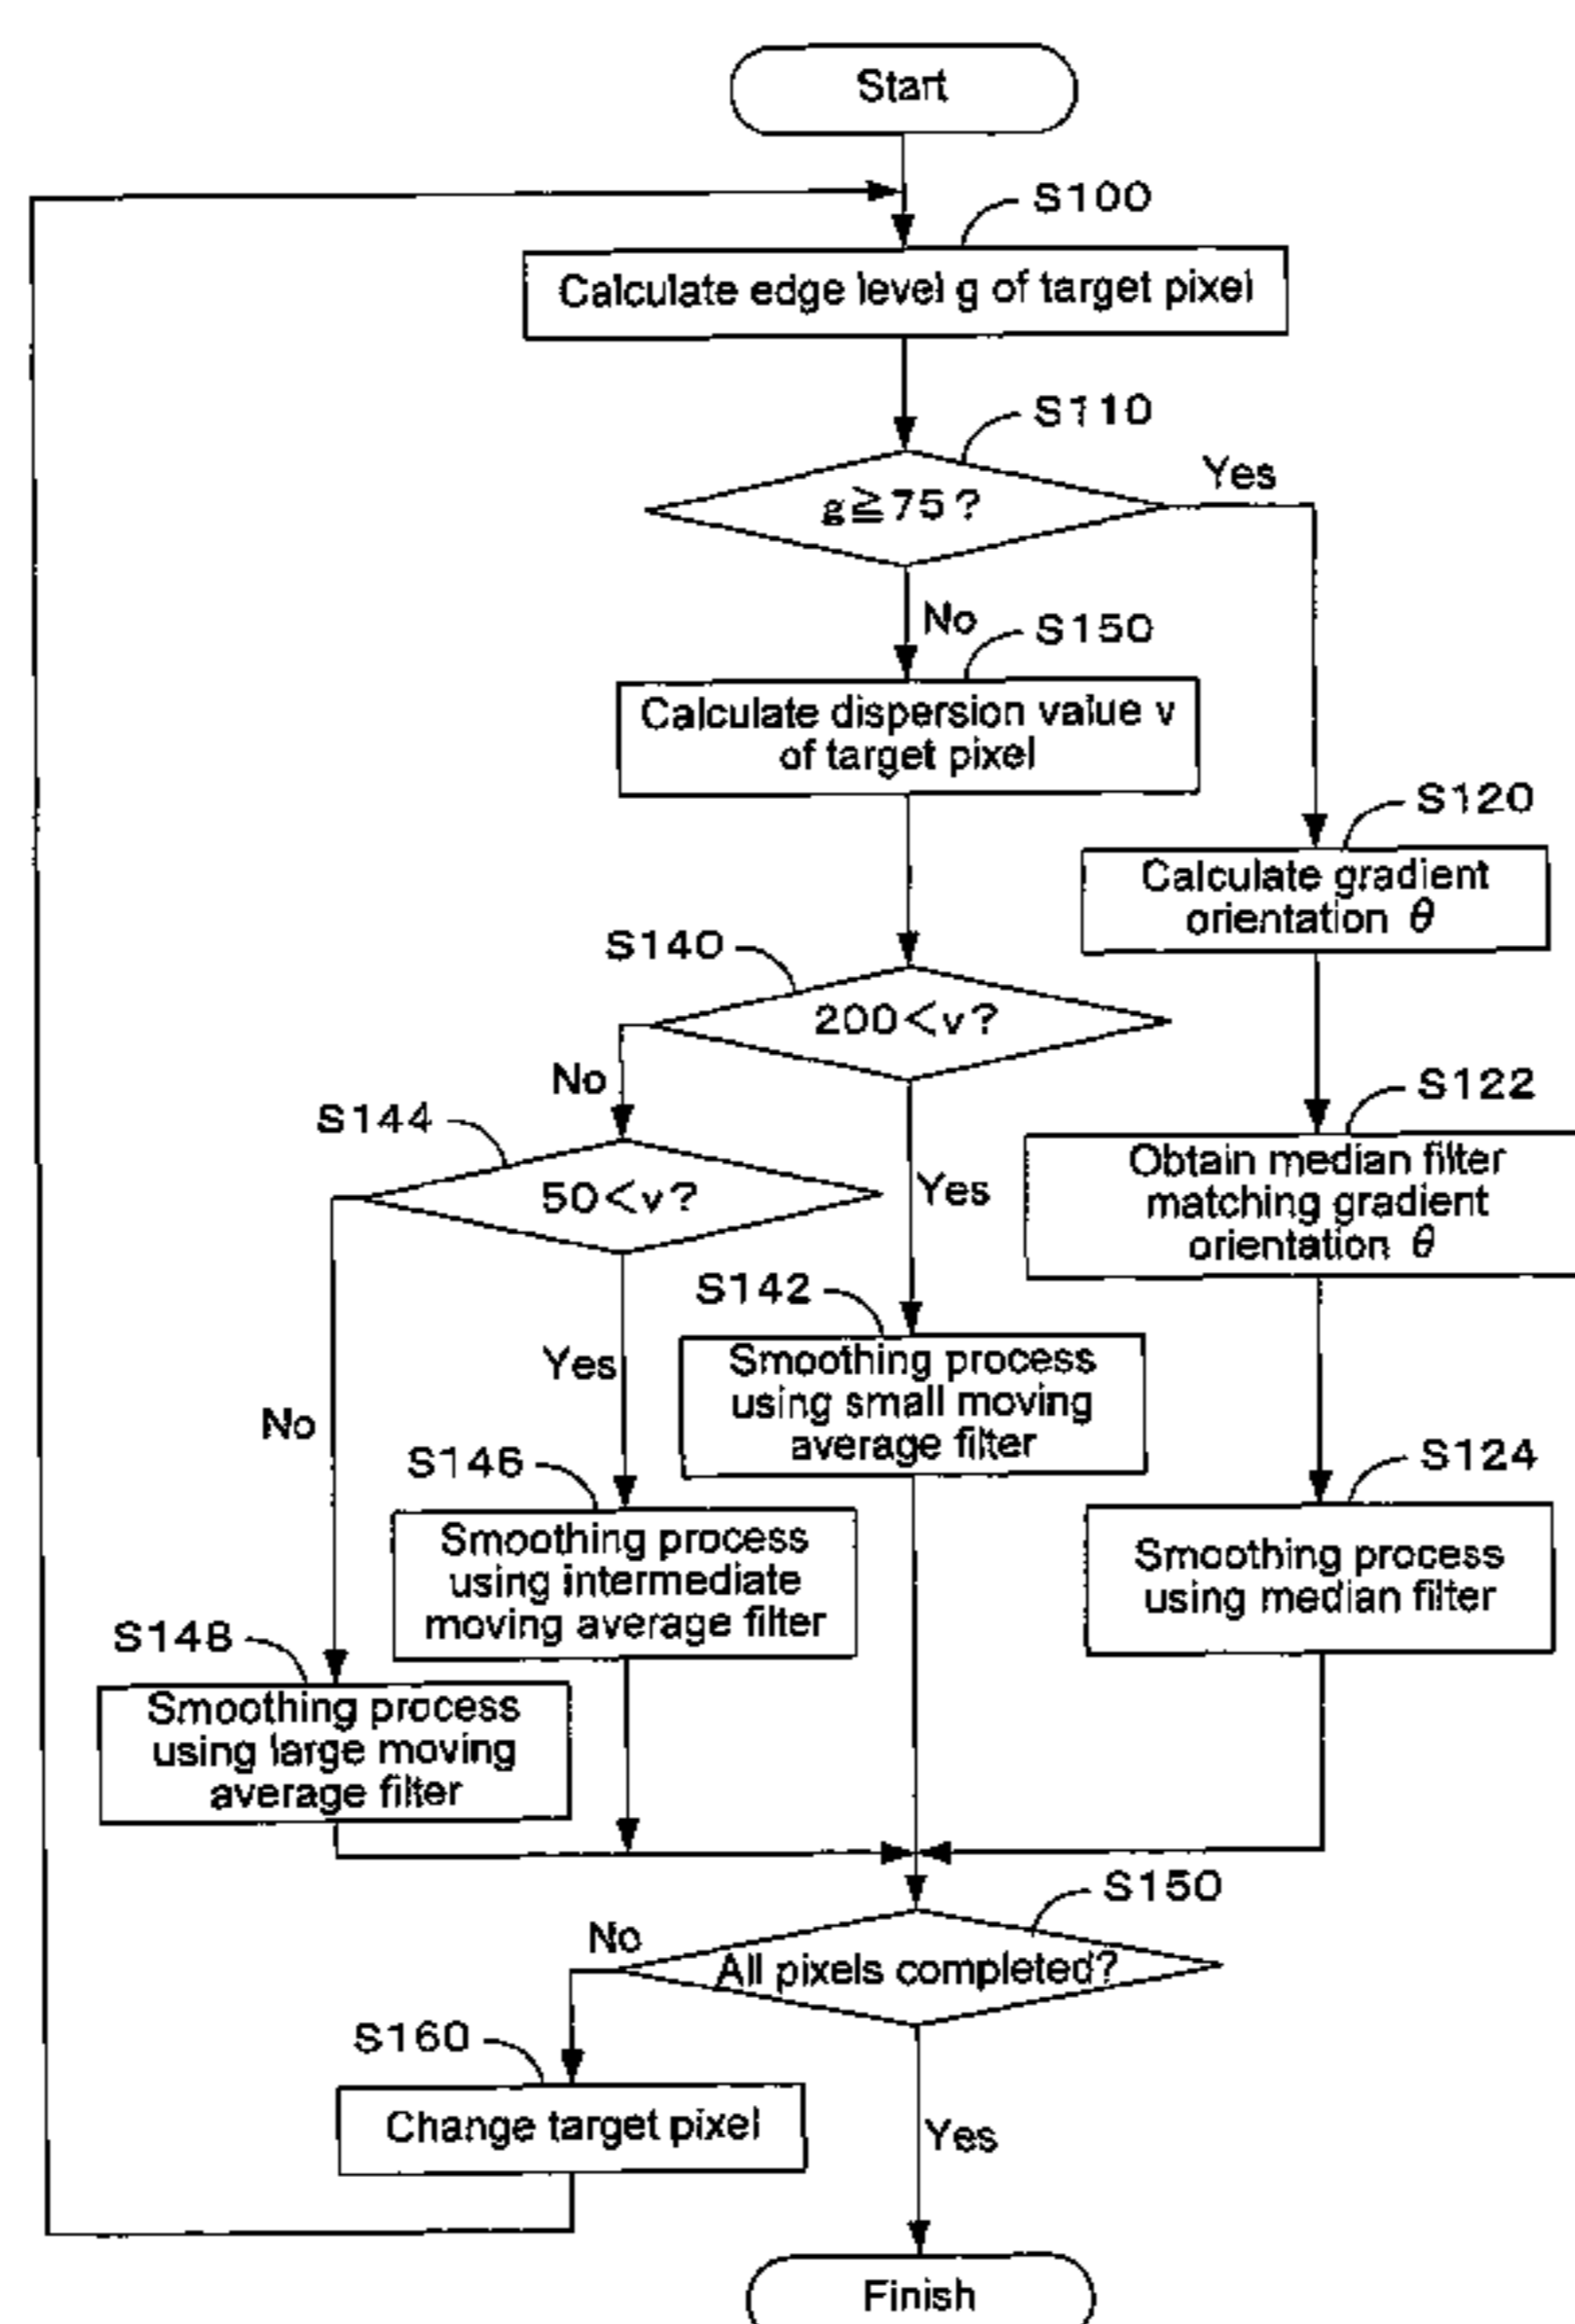 Start
S100
Calculate edge level g of target pixel
S110
g≧75?
Yes
No
S150
Calculate dispersion value v
of target pixel
S120
Calculate gradient
orientation θ
S140
200<v?
No
Yes
S122
Obtain median filter
matching gradient
orientation θ
S144
50<v?
S142
Smoothing process
using small moving
average filter
Yes
No
S124
Smoothing process
using median filter
S146
Smoothing process
using intermediate
moving average filter
S148
Smoothing process
using large moving
average filter
S150
All pixels completed?
No
S160
Change target pixel
Yes
Finish